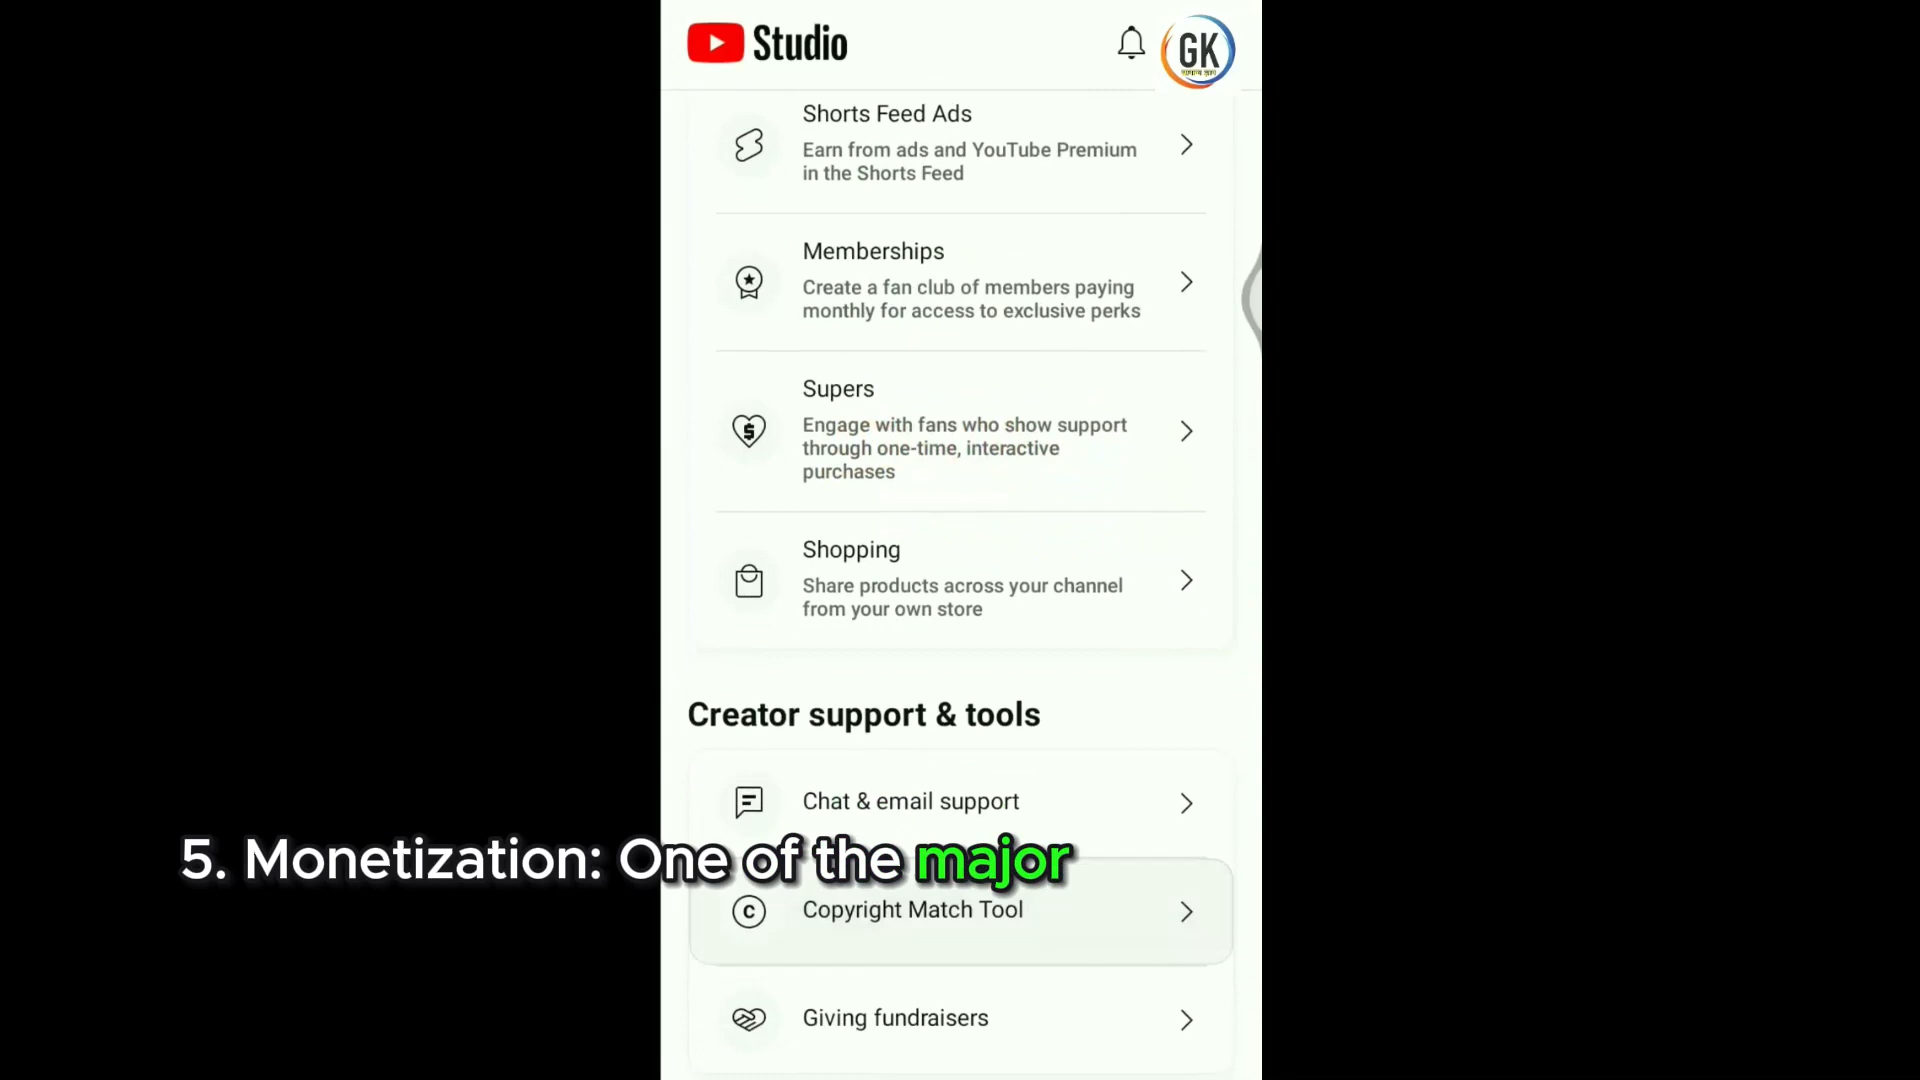 Studio
GK
सामान्य ज्ञान
Shorts Feed Ads
Earn from ads and YouTube Premium
in the Shorts Feed
Memberships
Create a fan club of members paying
monthly for access to exclusive perks
Supers
Engage with fans who show support
through one-time, interactive
purchases
Shopping
Share products across your channel
from your own store
Creator support & tools
Chat & email support
5. Monetization: One of the major
Copyright Match Tool
Giving fundraisers